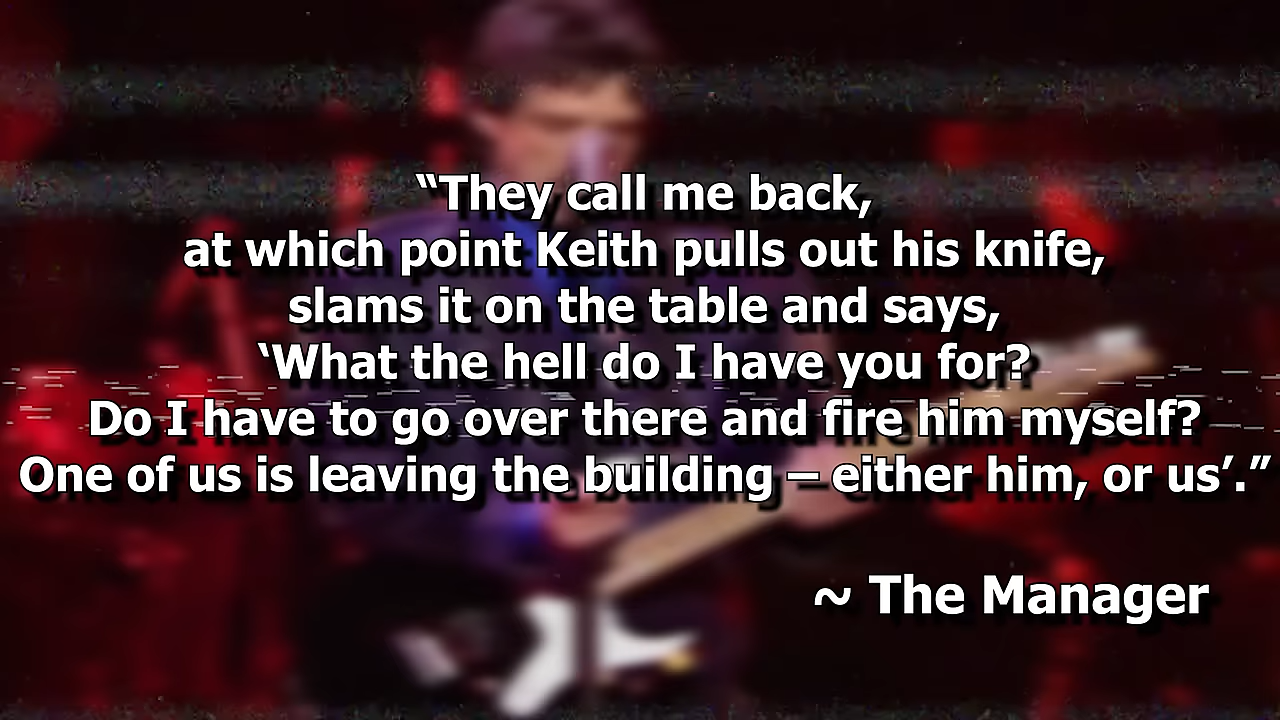 “They call me back,
at which point Keith pulls out his knife,
slams it on the table and says,
‘What the hell do I have you for?
Do I have to go over there and fire him myself?
One of us is leaving the building – either him, or us’.”
~ The Manager